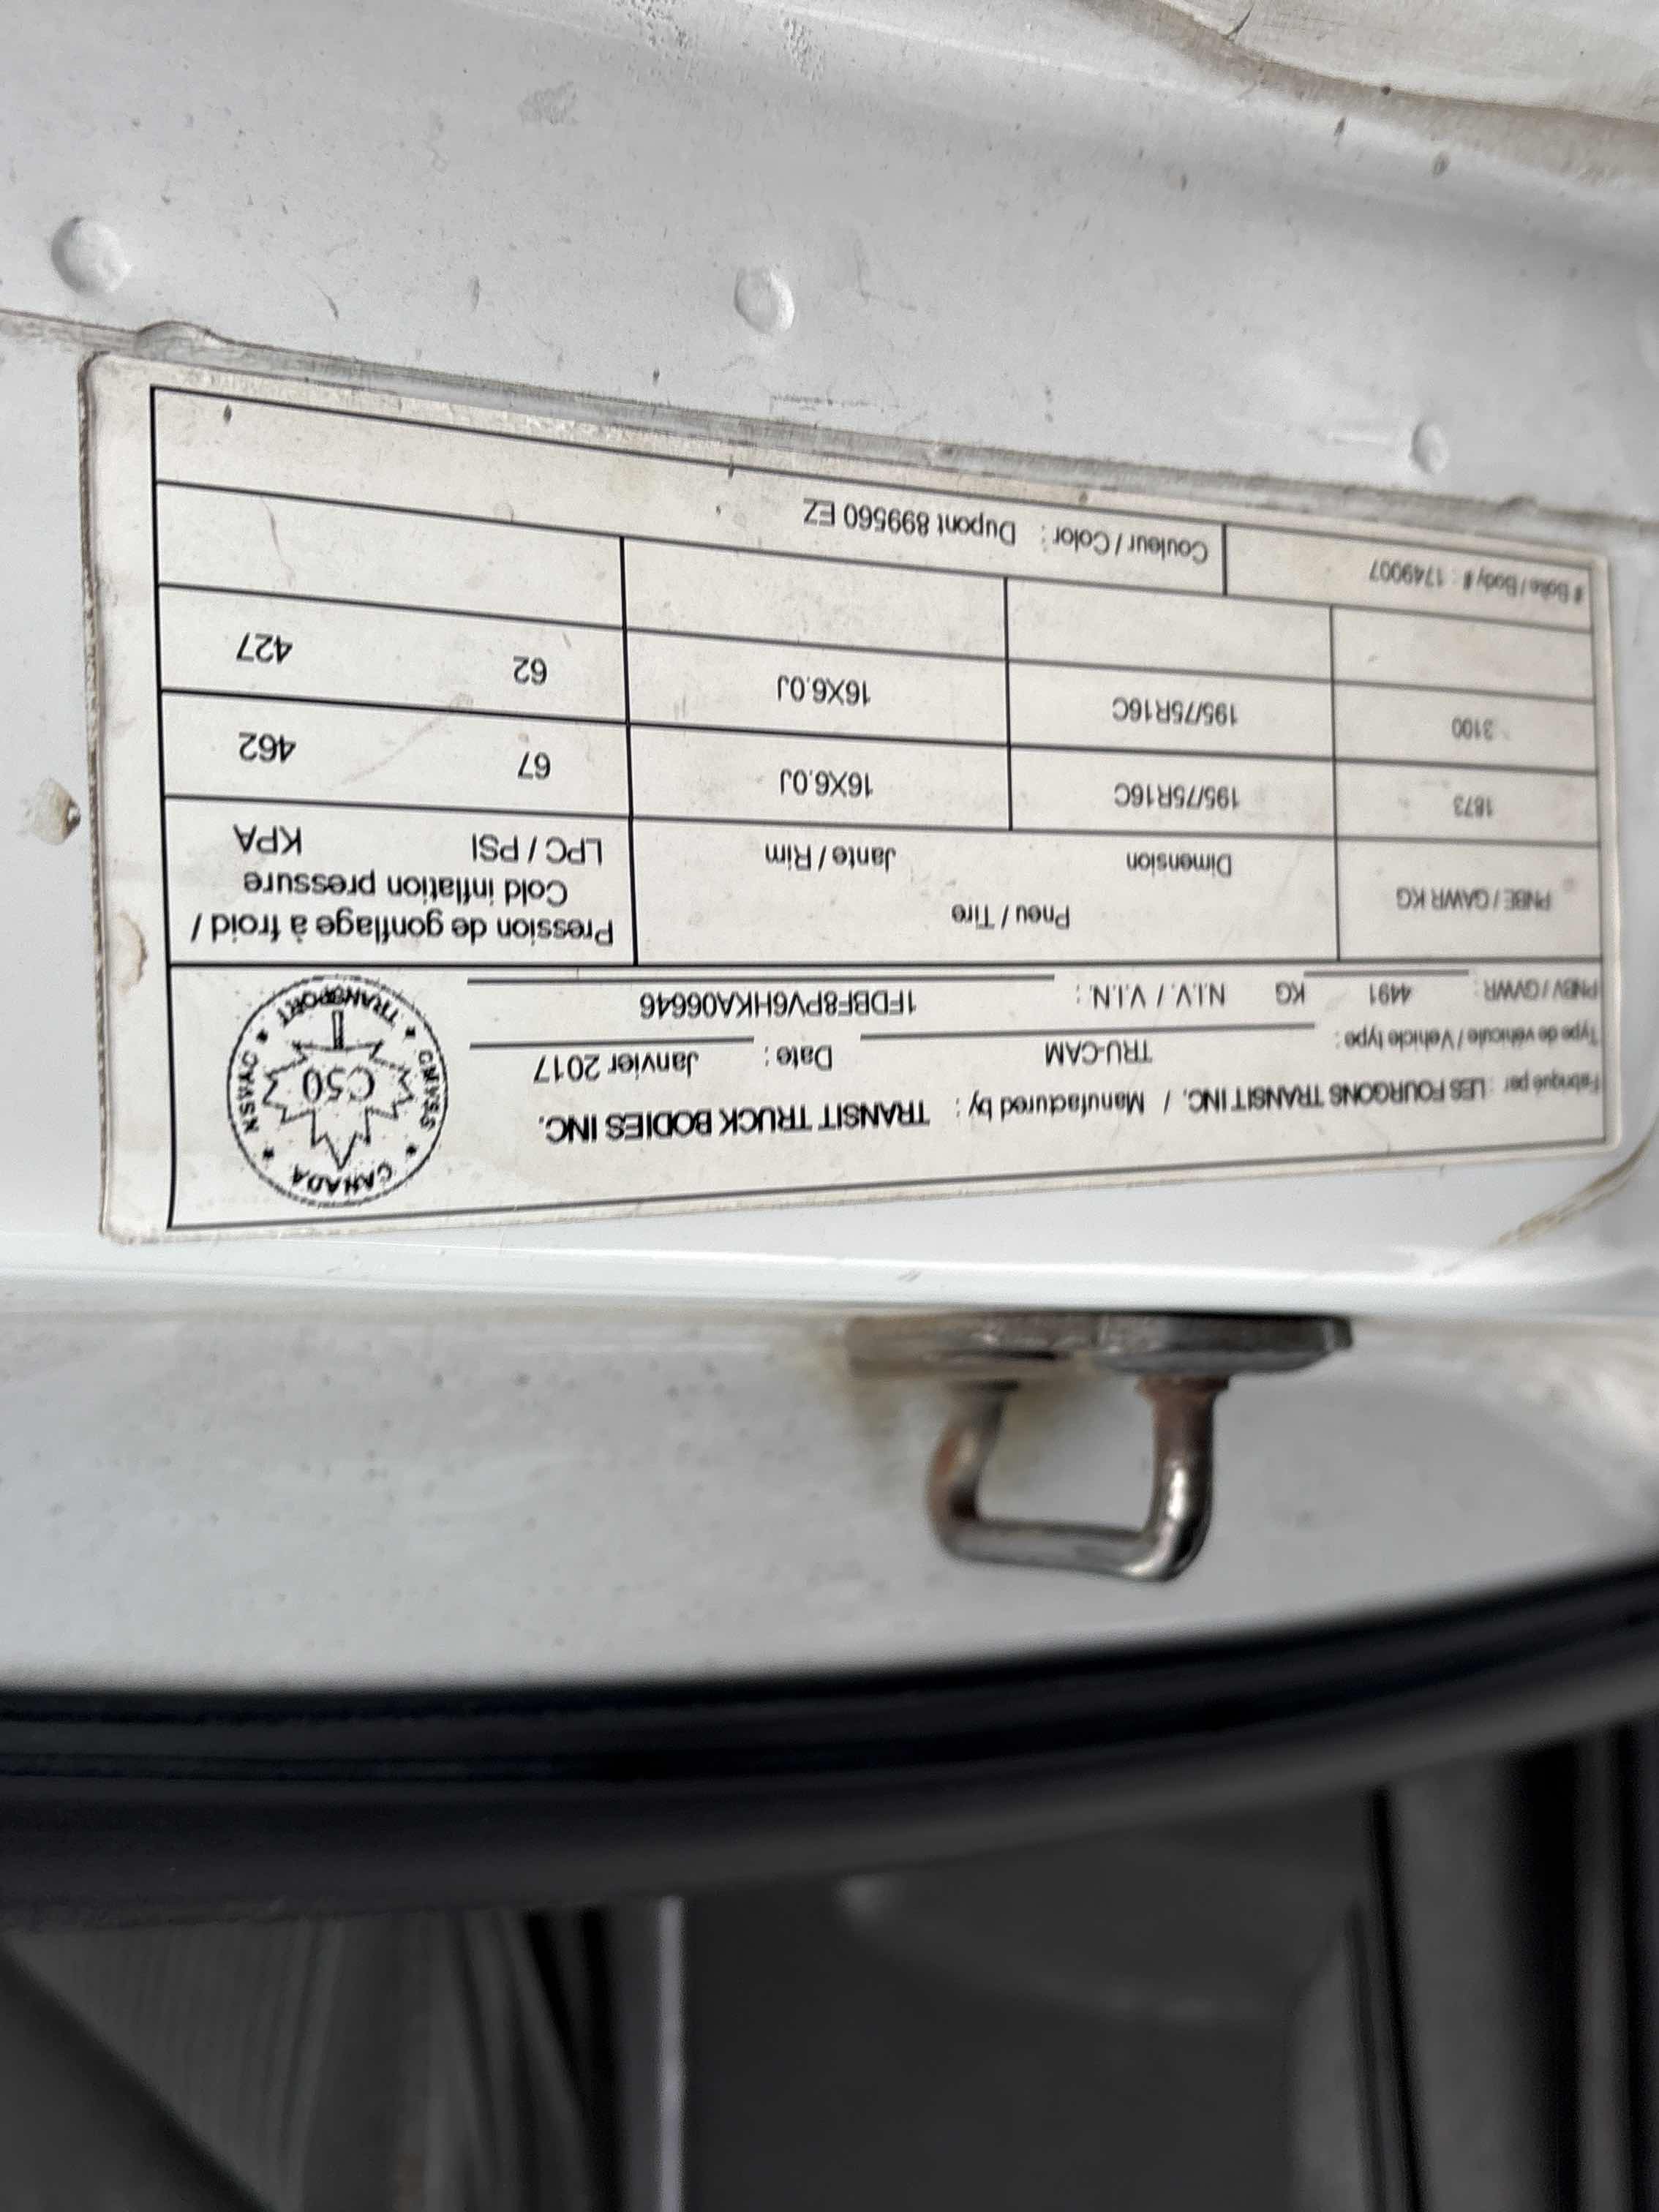 Fabriqué par : LES FOURGONS TRANSIT INC. / Manufactured by : TRANSIT TRUCK BODIES INC.
Type de véhicule / Vehicle type : TRU-CAM Date : Janvier 2017
PNBV / GVWR : 4491 KG N.I.V. / V.I.N. : 1FDBF8PV6HKA06646
CANADA
CMVSS NSVAC
C50
1
TRANSPORT
PNBE / GAWR KG Pneu / Tire Pression de gonflage à froid /
Cold inflation pressure
Dimension Jante / Rim LPC / PSI KPA
1873 195/75R16C 16X6.0J 67 462
3100 195/75R16C 16X6.0J 62 427
# Boîte / Body # : 1749007 Couleur / Color : Dupont 899560 EZ